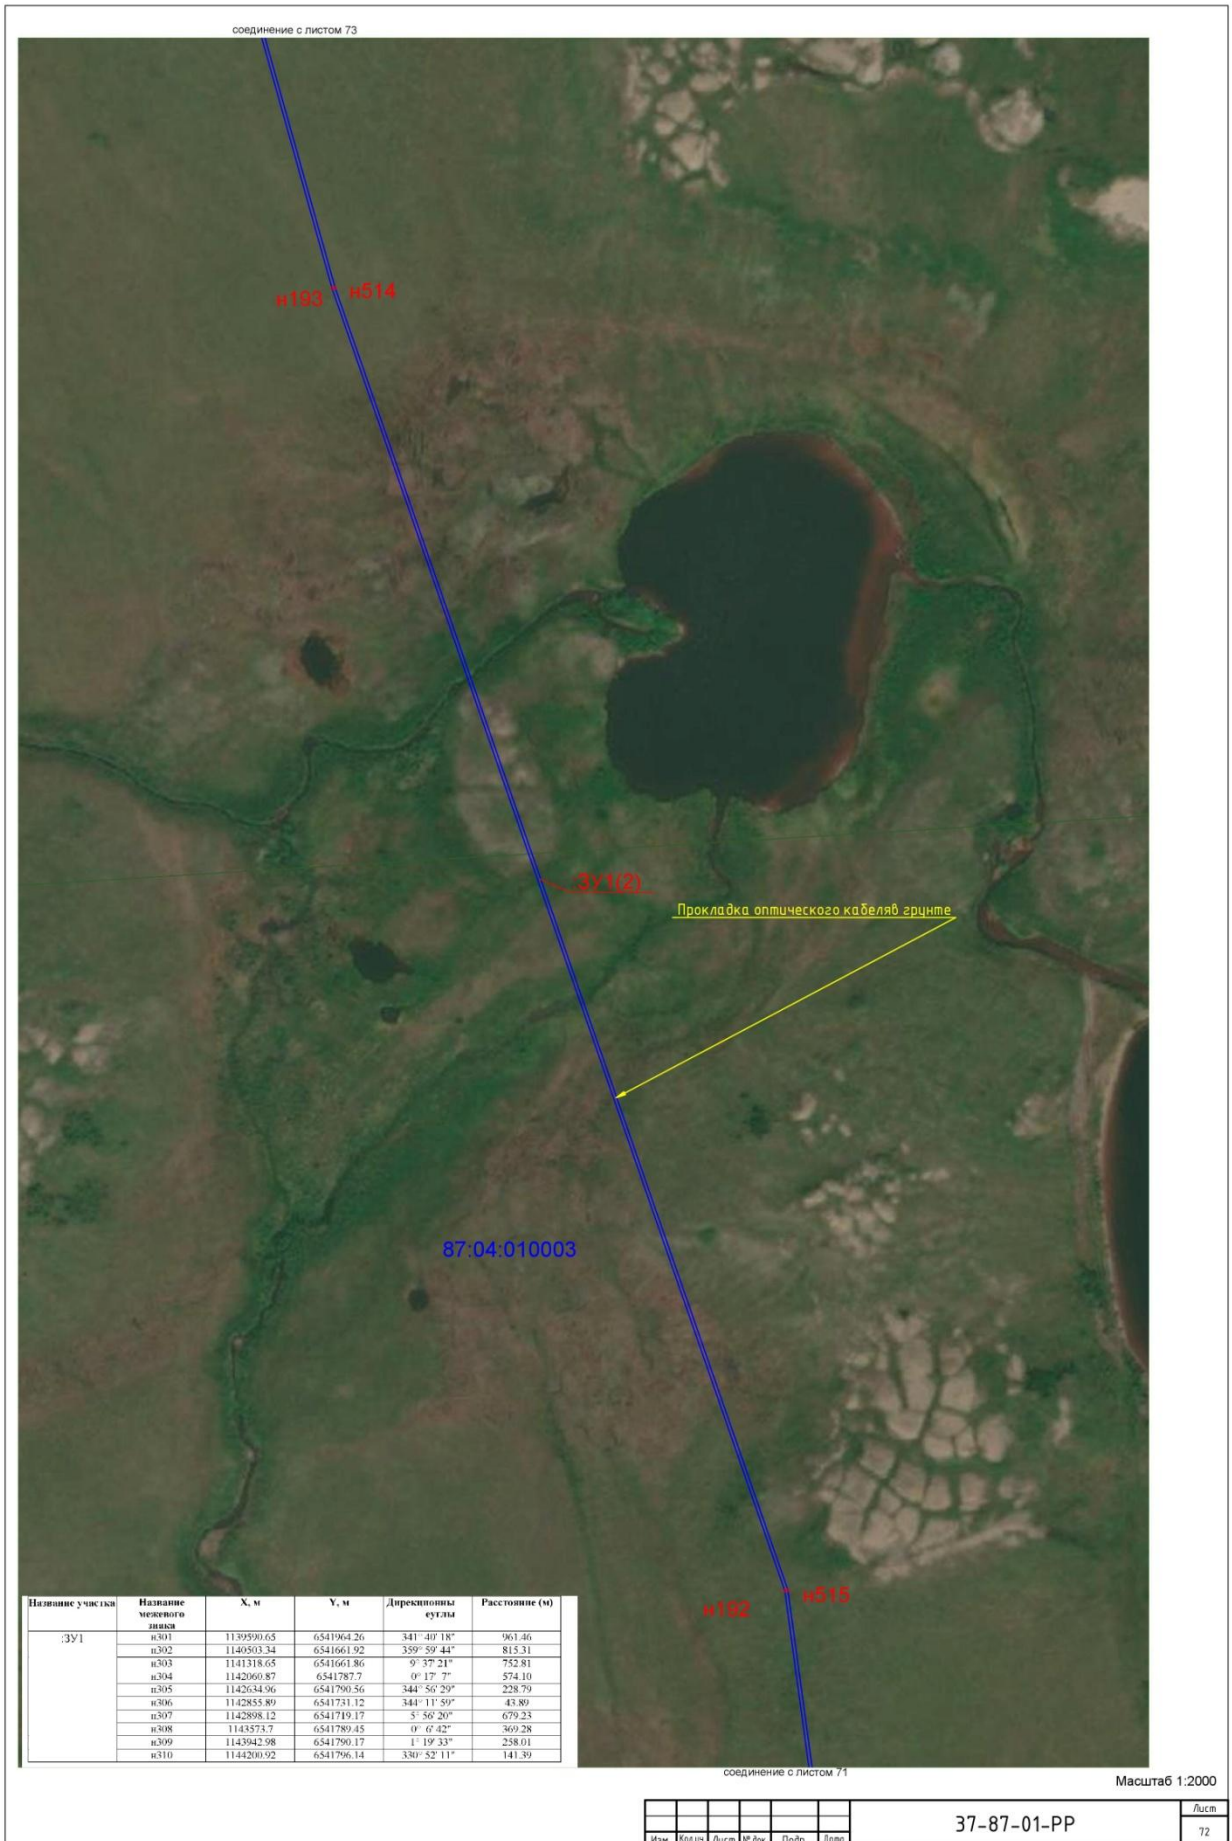 соединение с листом 73
н193 н514
:ЗУ1(2)
Прокладка оптического кабеляв грунте
87:04:010003
н192 н515
Название участка Название межевого знака X, м Y, м Дирекционны еуглы Расстояние (м)
:ЗУ1 н301 1139590.65 6541964.26 341° 40' 18" 961.46
н302 1140503.34 6541661.92 359° 59' 44" 815.31
н303 1141318.65 6541661.86 9° 37' 21" 752.81
н304 1142060.87 6541787.7 0° 17' 7" 574.10
н305 1142634.96 6541790.56 344° 56' 29" 228.79
н306 1142855.89 6541731.12 344° 11' 59" 43.89
н307 1142898.12 6541719.17 5° 56' 20" 679.23
н308 1143573.7 6541789.45 0° 6' 42" 369.28
н309 1143942.98 6541790.17 1° 19' 33" 258.01
н310 1144200.92 6541796.14 330° 52' 11" 141.39
соединение с листом 71
Масштаб 1:2000
37-87-01-РР
Лист
72
Изм. Кол.уч Лист № док. Подп. Дата